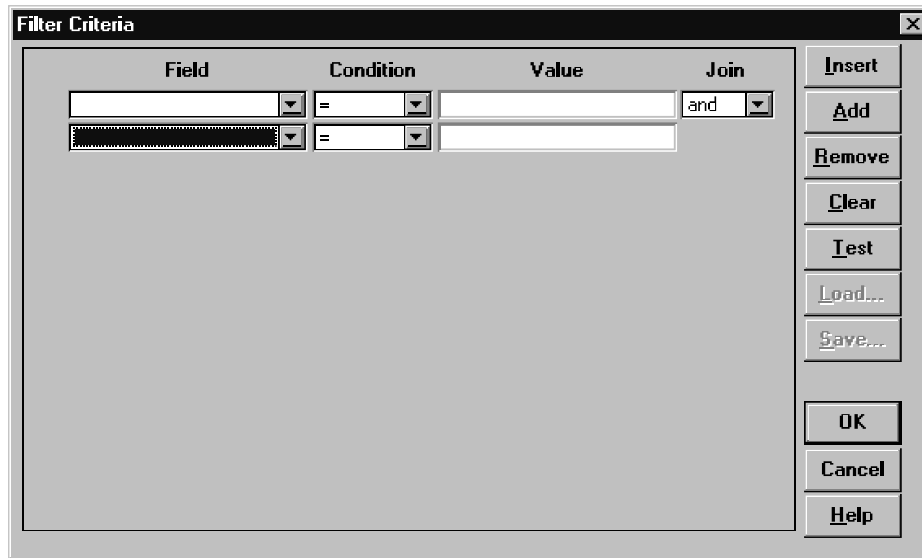 Filter Criteria
Field Condition Value Join
= and
=
Insert
Add
Remove
Clear
Test
Load...
Save...
OK
Cancel
Help